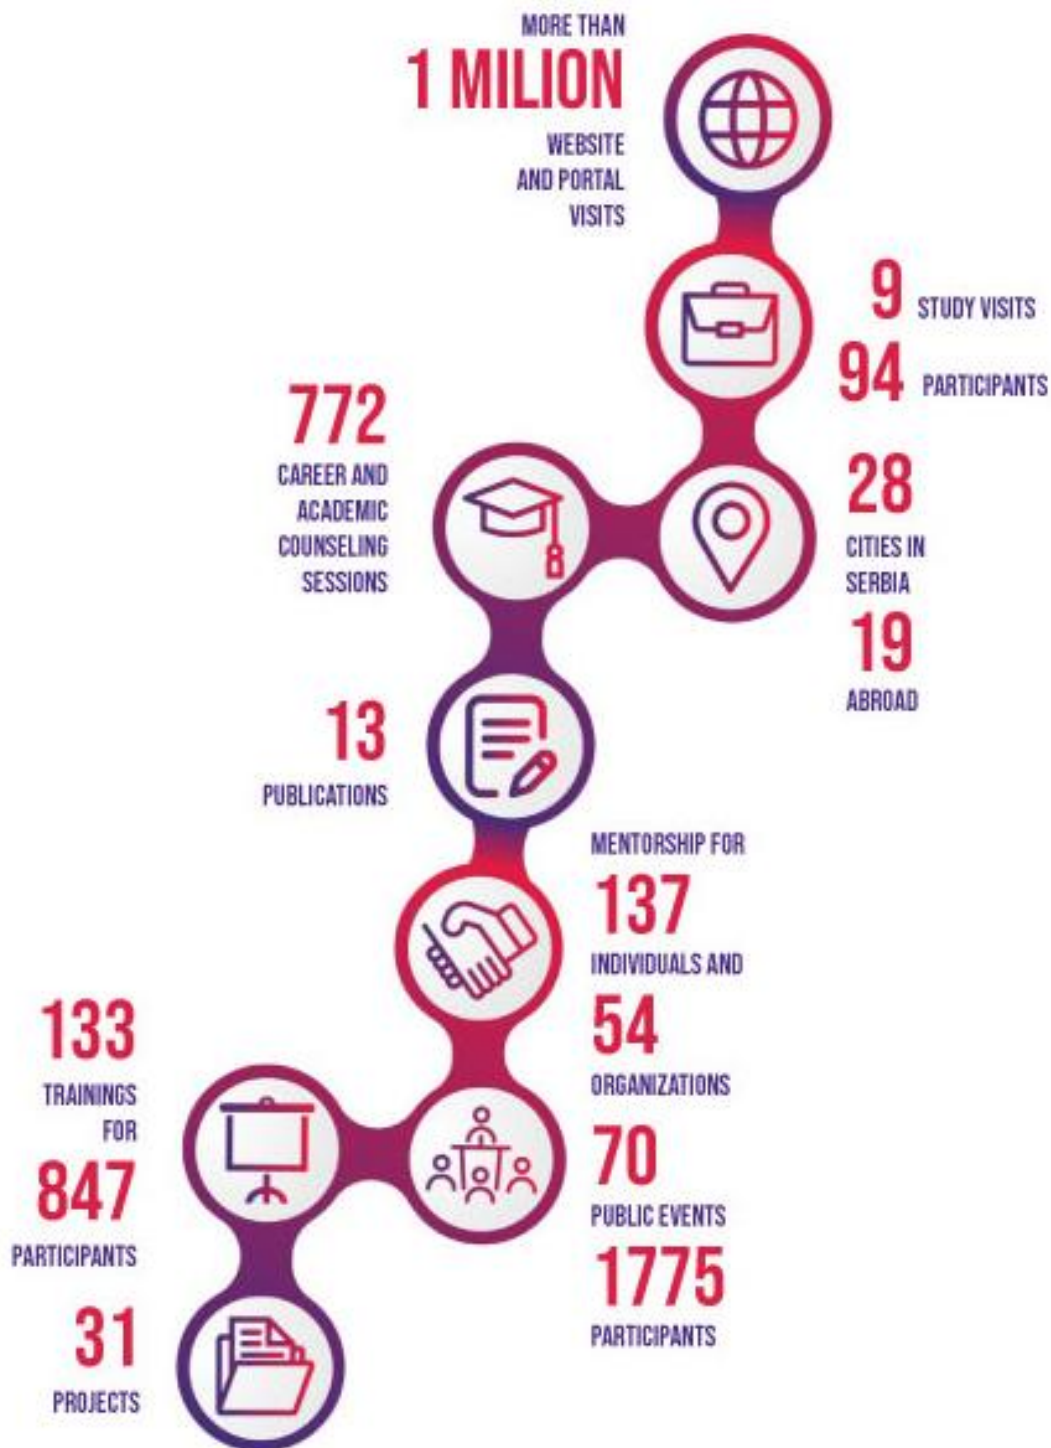 MORE THAN
1 MILION
WEBSITE
AND PORTAL
VISITS
9 STUDY VISITS
94 PARTICIPANTS
772
CAREER AND
ACADEMIC
COUNSELING
SESSIONS
28
CITIES IN
SERBIA
19
ABROAD
13
PUBLICATIONS
MENTORSHIP FOR
137
INDIVIDUALS AND
54
ORGANIZATIONS
133
TRAININGS
FOR
847
PARTICIPANTS
70
PUBLIC EVENTS
1775
PARTICIPANTS
31
PROJECTS